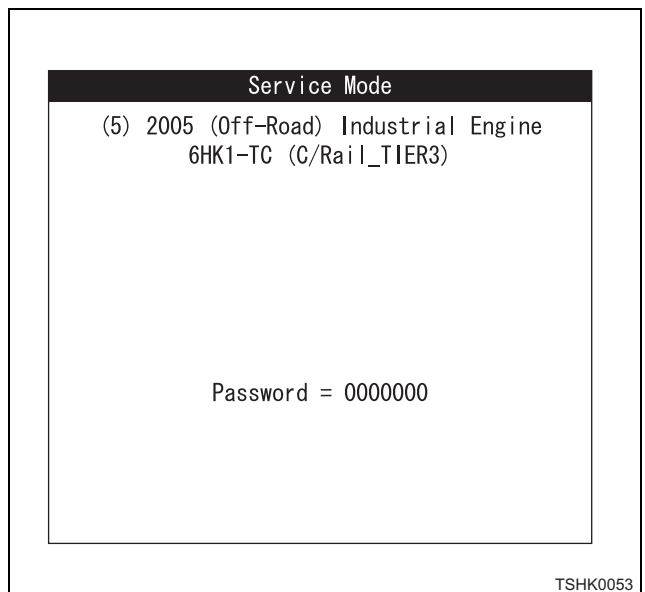 Service Mode
(5) 2005 (Off-Road) Industrial Engine
6HK1-TC (C/Rail_TIER3)
Password = 0000000
TSHK0053